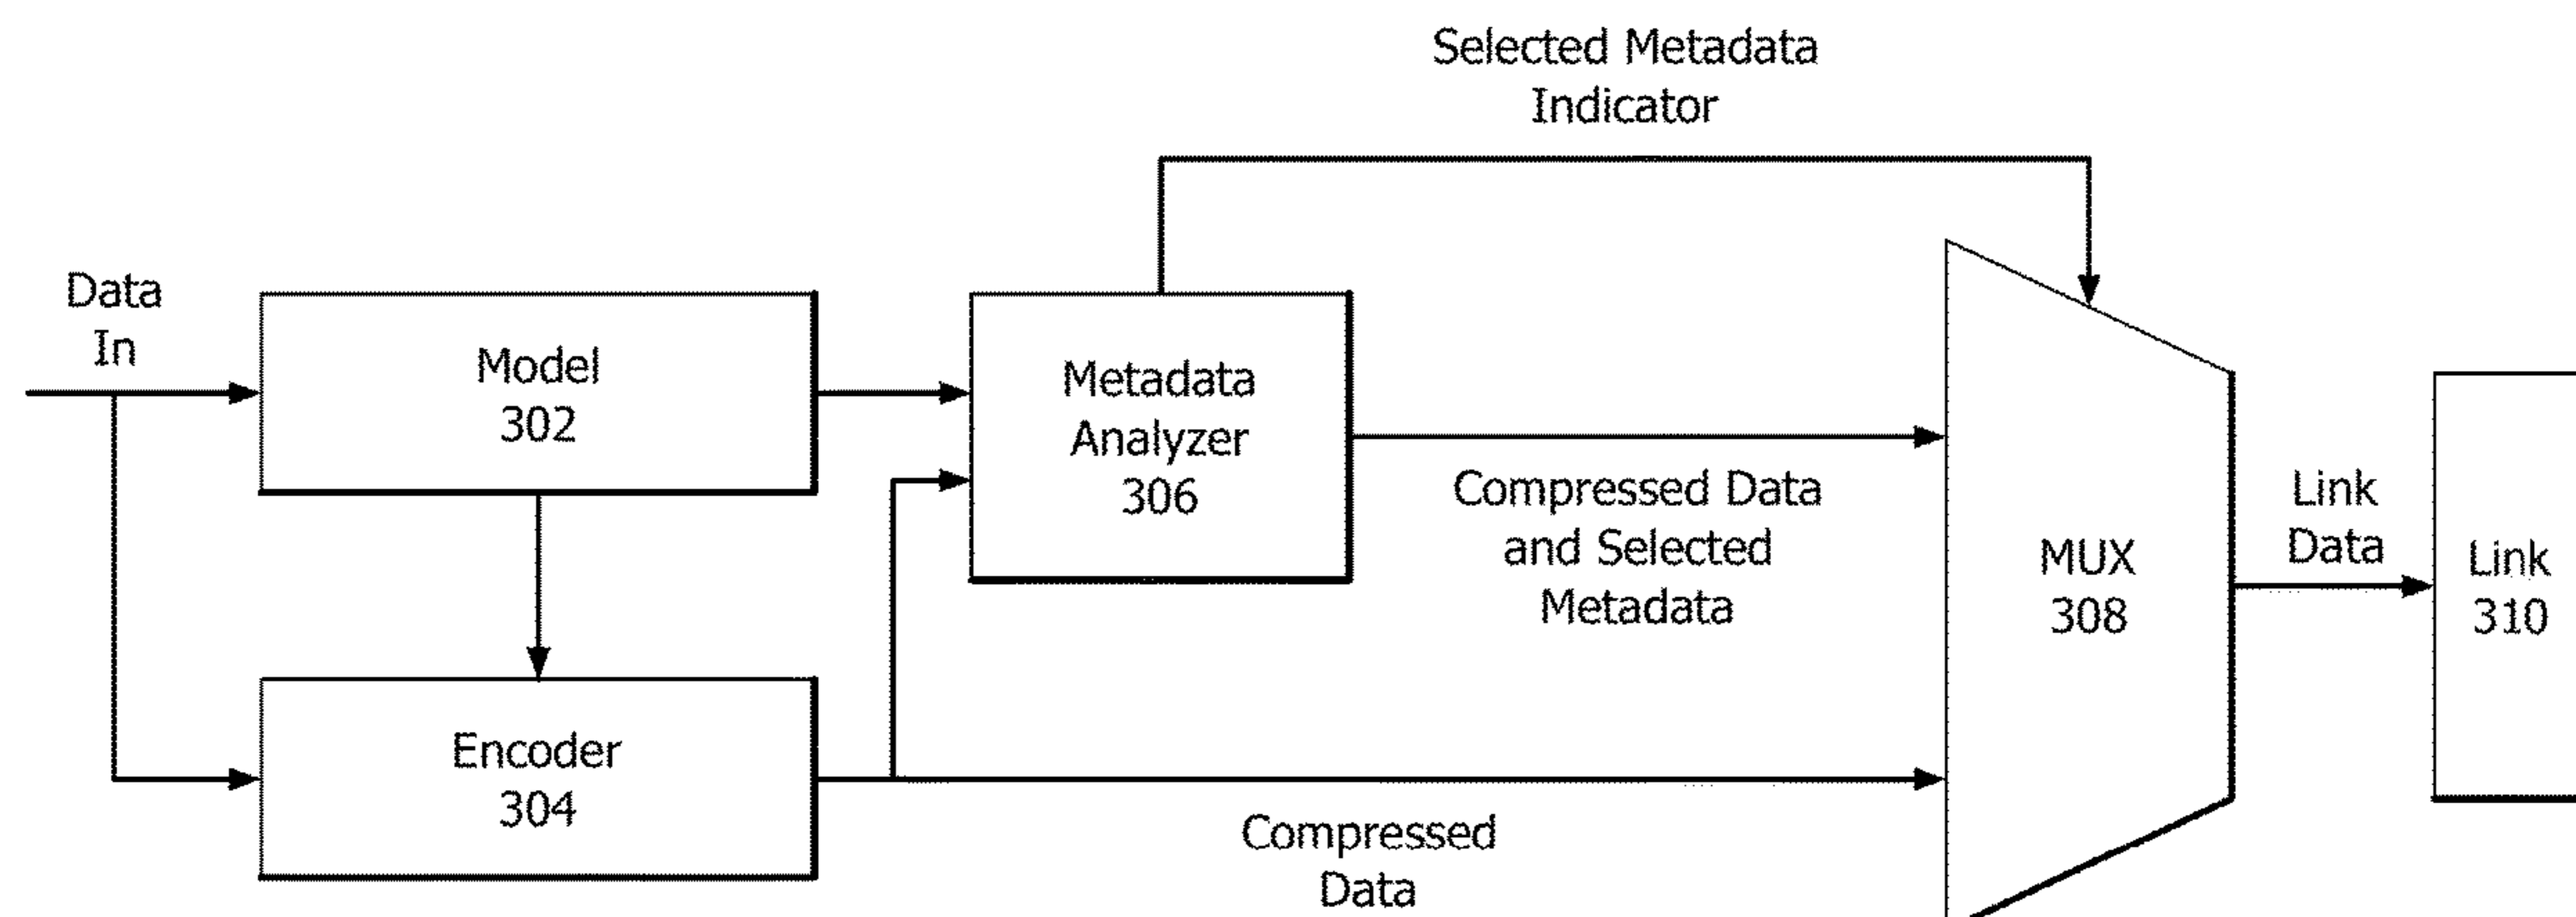 Selected Metadata
Indicator
Data
In
Model
302
Metadata
Analyzer
306
Compressed Data
and Selected
Metadata
MUX
308
Link
Data
Link
310
Encoder
304
Compressed
Data